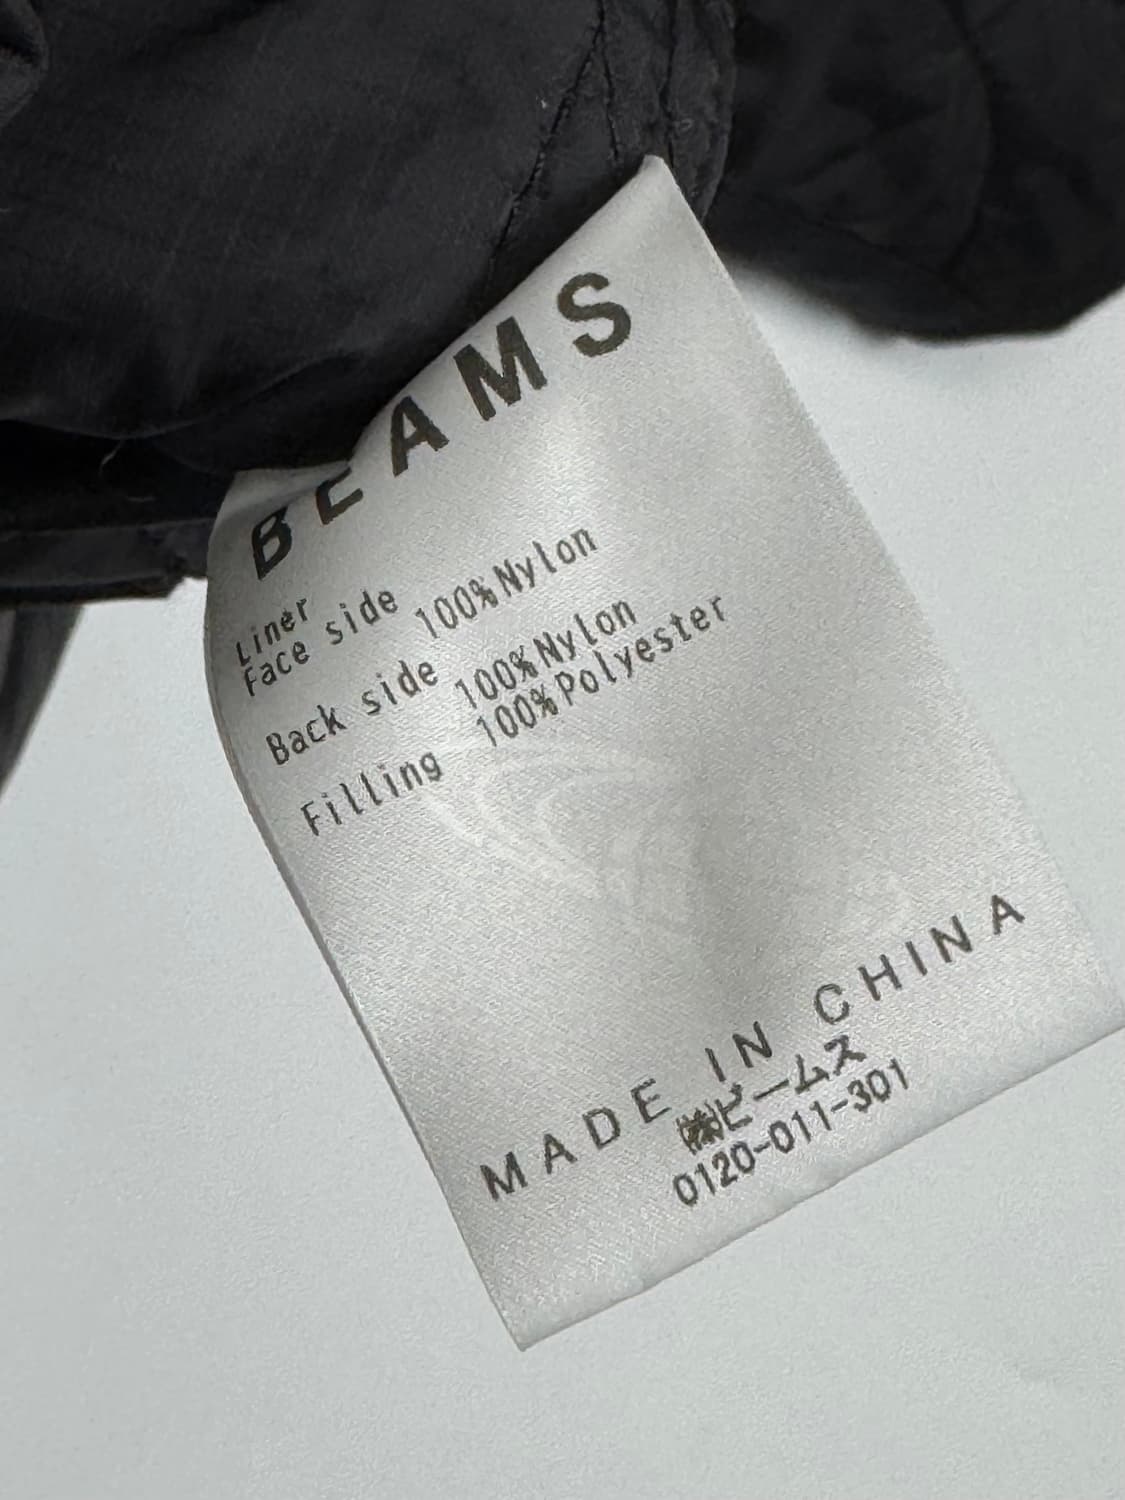 BEAMS
Liner
Face side 100%Nylon
Back side 100%Nylon
Filling 100%Polyester
MADE IN CHINA
㈱ビームス
0120-011-301